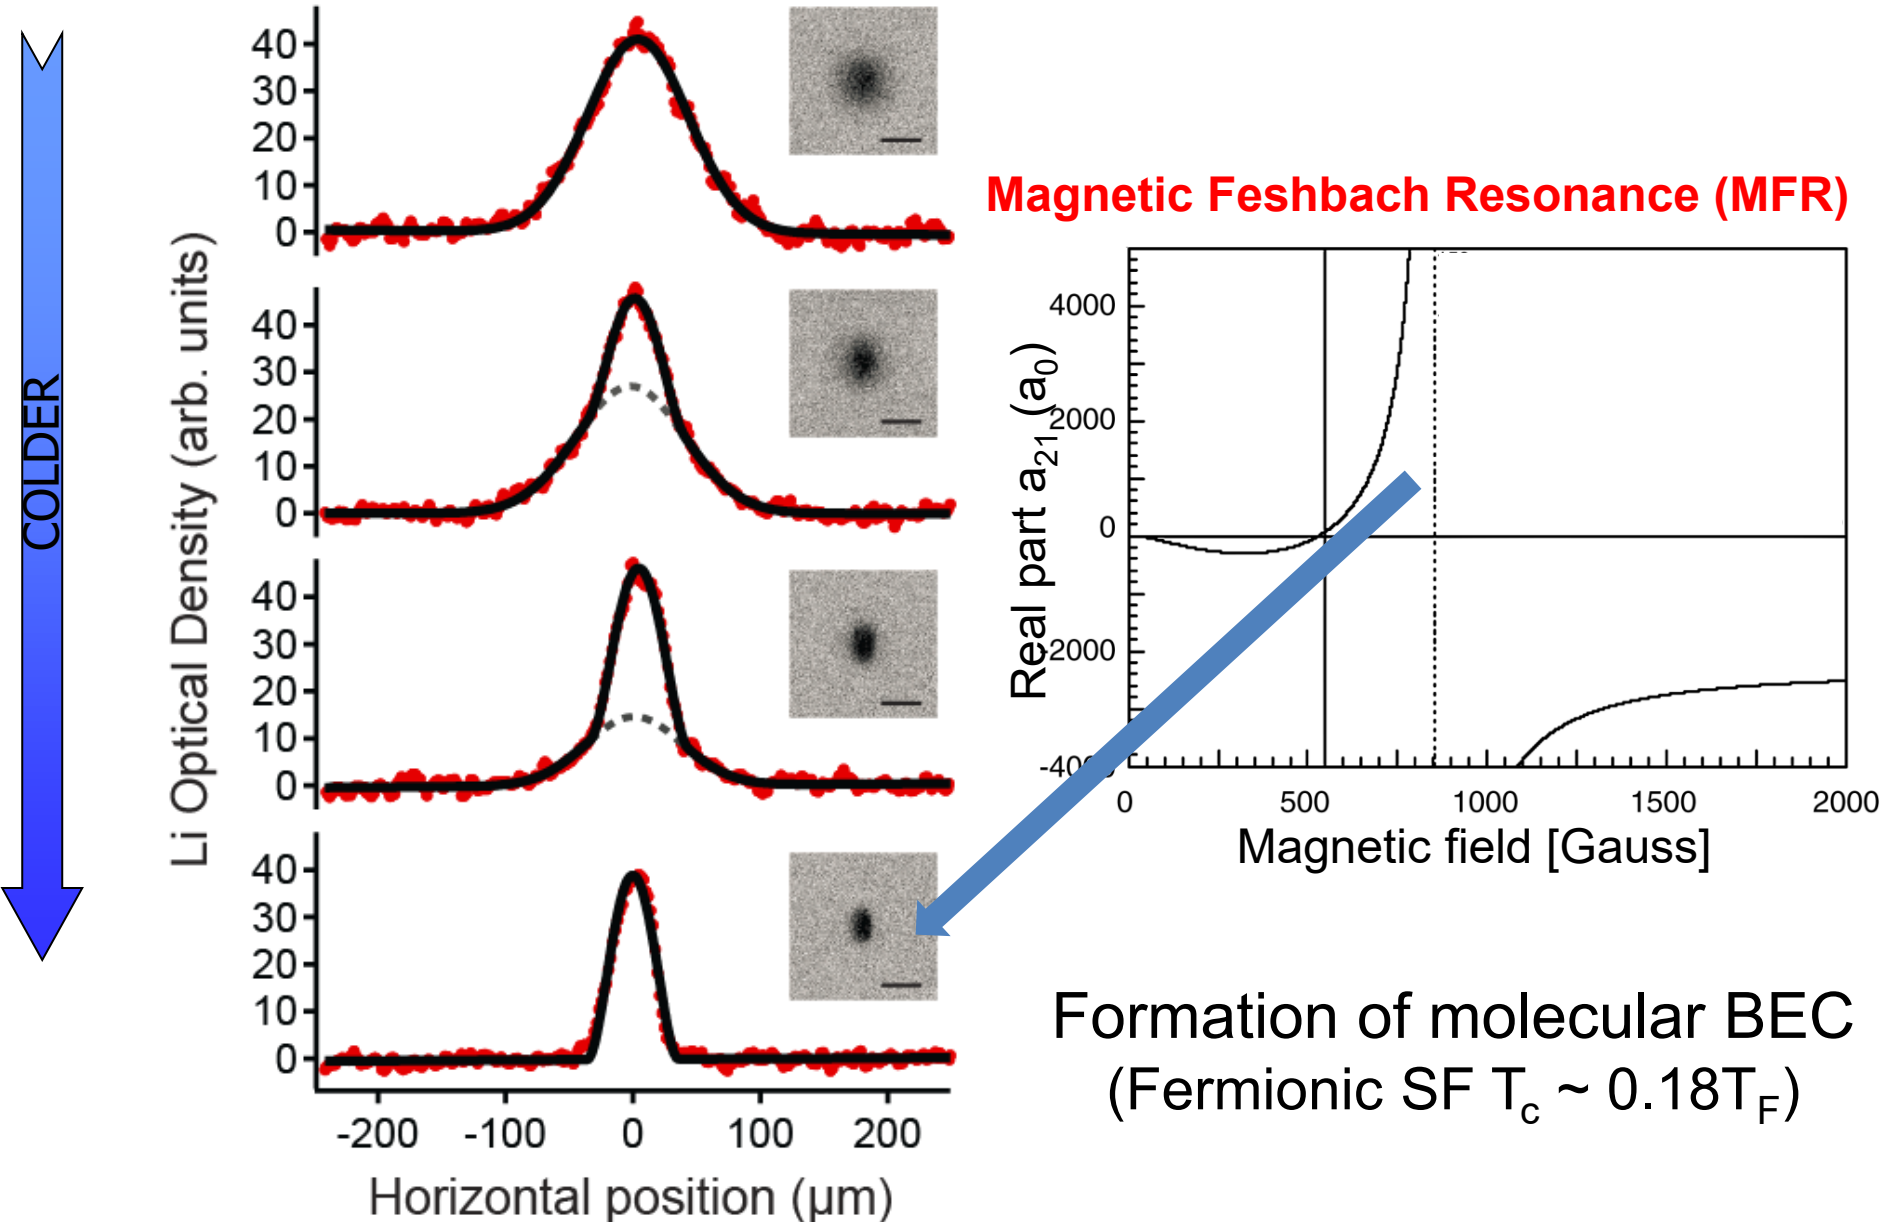 COLDER
Li Optical Density (arb. units)
40
30
20
10
0
40
30
20
10
0
40
30
20
10
0
40
30
20
10
0
-200 -100 0 100 200
Horizontal position (μm)
Magnetic Feshbach Resonance (MFR)
Real part a21 (a0)
4000
2000
0
-2000
-4000
0 500 1000 1500 2000
Magnetic field [Gauss]
Formation of molecular BEC
(Fermionic SF Tc ~ 0.18TF)